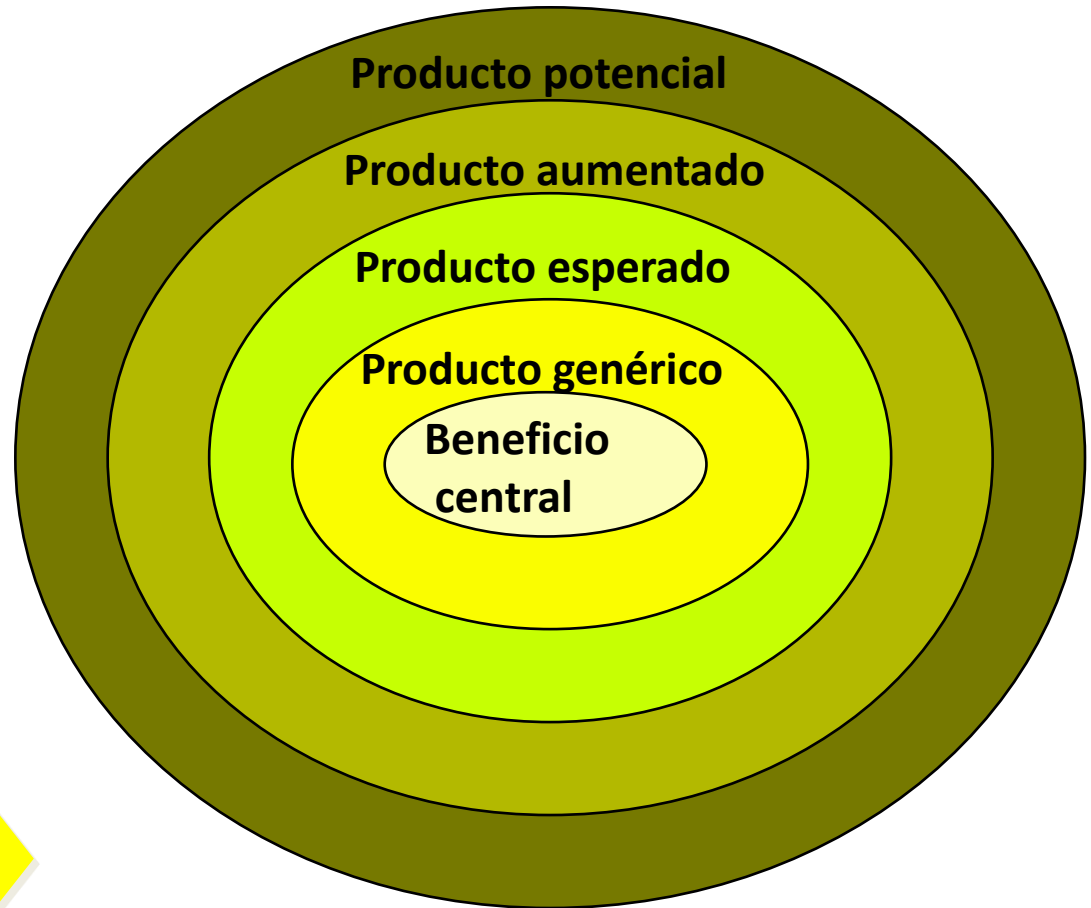 Producto potencial
Producto aumentado
Producto esperado
Producto genérico
Beneficio
central